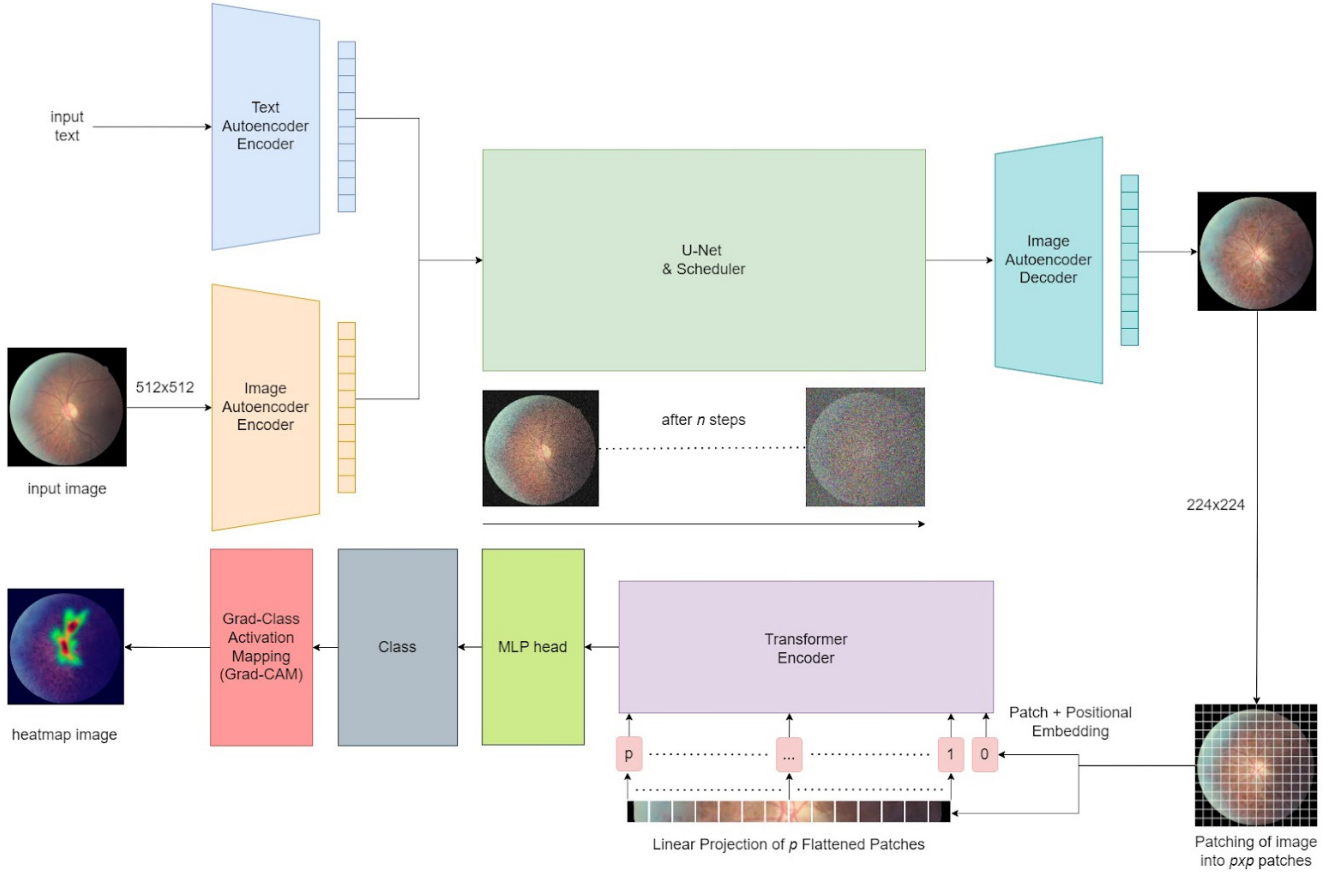 input
text
Text
Autoencoder
Encoder
U-Net
& Scheduler
Image
Autoencoder
Decoder
512x512
Image
Autoencoder
Encoder
input image
after n steps
224x224
Grad-Class
Activation
Mapping
(Grad-CAM)
Class
MLP head
Transformer
Encoder
heatmap image
Patch + Positional
Embedding
p
...
1
0
Linear Projection of p Flattened Patches
Patching of image
into pxp patches